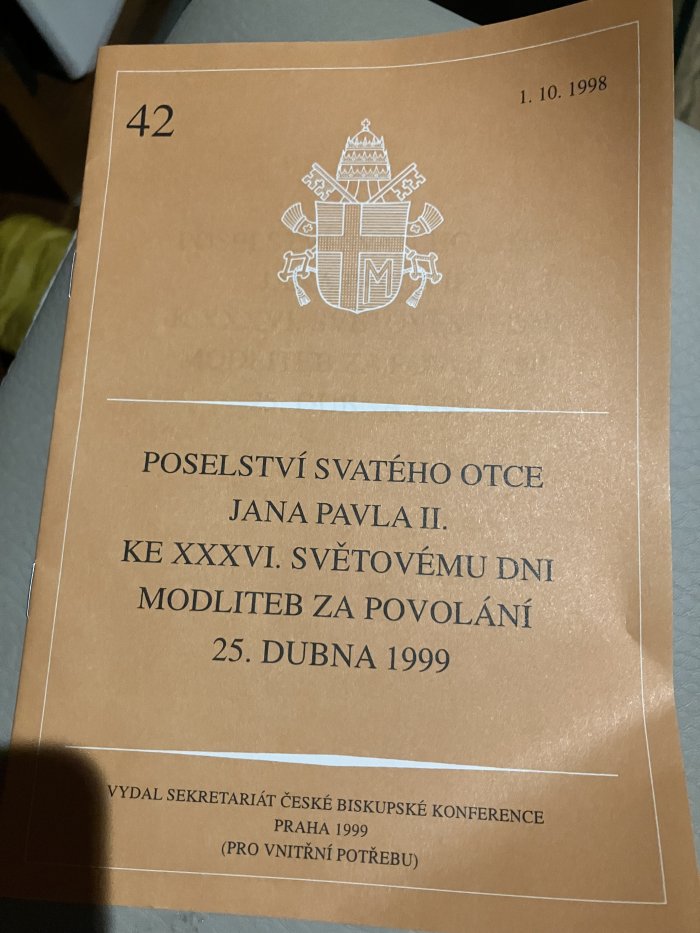 42
1. 10. 1998
M
POSELSTVÍ SVATÉHO OTCE
JANA PAVLA II.
KE XXXVI. SVĚTOVÉMU DNI
MODLITEB ZA POVOLÁNÍ
25. DUBNA 1999
VYDAL SEKRETARIÁT ČESKÉ BISKUPSKÉ KONFERENCE
PRAHA 1999
(PRO VNITŘNÍ POTŘEBU)